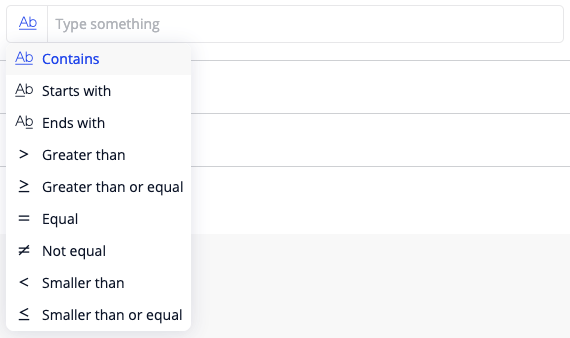 Ab Type something
Ab Contains
Ab Starts with
Ab Ends with
> Greater than
≥ Greater than or equal
= Equal
≠ Not equal
< Smaller than
≤ Smaller than or equal